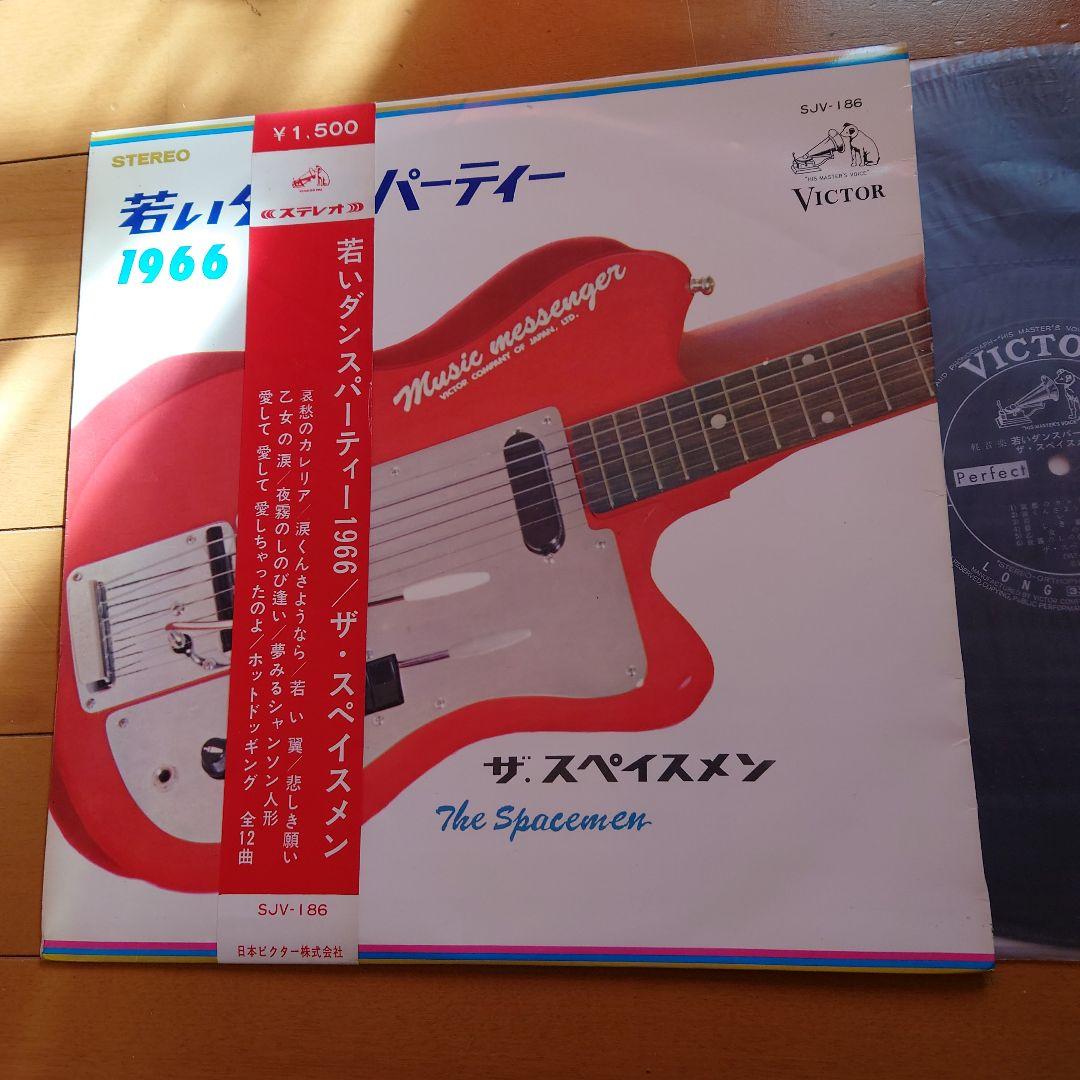 STEREO
若いダ パーティー
1966
SJV-186
"HIS MASTER'S VOICE"
VICTOR
¥1,500
ステレオ
若いダンスパーティー1966/ザ・スペイスメン
哀愁のカレリア/涙くんさようなら/若い翼/悲しき願い
乙女の涙/夜霧のしのび逢い/夢みるシャンソン人形
愛して愛して愛しちゃったのよ/ホットドッギング 全12曲
SJV-186
日本ビクター株式会社
Music messenger
VICTOR COMPANY OF JAPAN, LTD.
ザ・スペイスメン
The Spacemen
VICTO
"HIS MASTER'S VOICE"
軽音楽 若いダンスパ
ザ・スペイス
Perfect
LONG